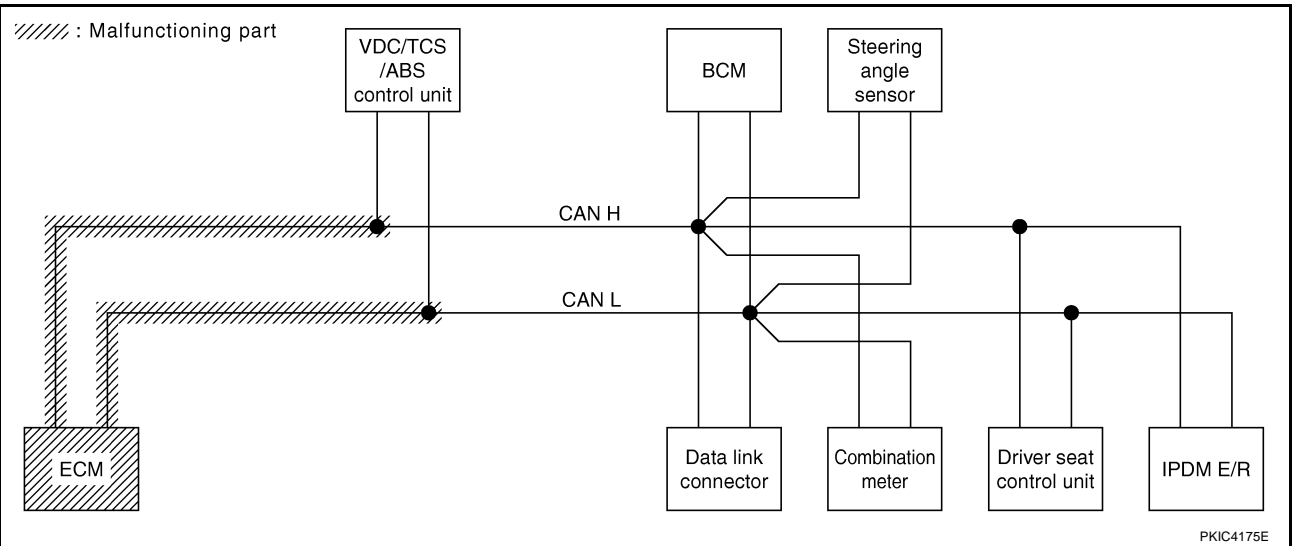 : Malfunctioning part
VDC/TCS
/ABS
control unit
BCM
Steering
angle
sensor
CAN H
CAN L
ECM
Data link
connector
Combination
meter
Driver seat
control unit
IPDM E/R
PKIC4175E